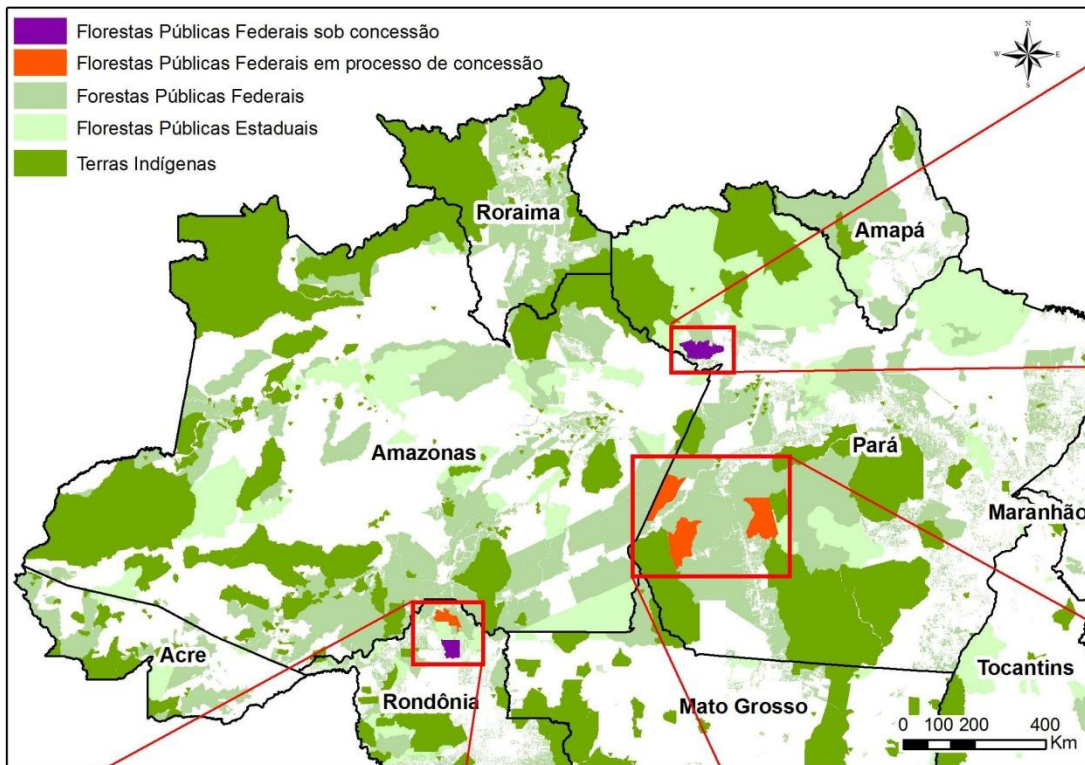 Florestas Públicas Federais sob concessão
Florestas Públicas Federais em processo de concessão
Forestas Públicas Federais
Florestas Públicas Estaduais
Terras Indígenas
N
W E
S
Roraima
Amapá
Amazonas
Pará
Maranhão
Acre
Rondônia
Mato Grosso
Tocantins
0 100 200 400
Km